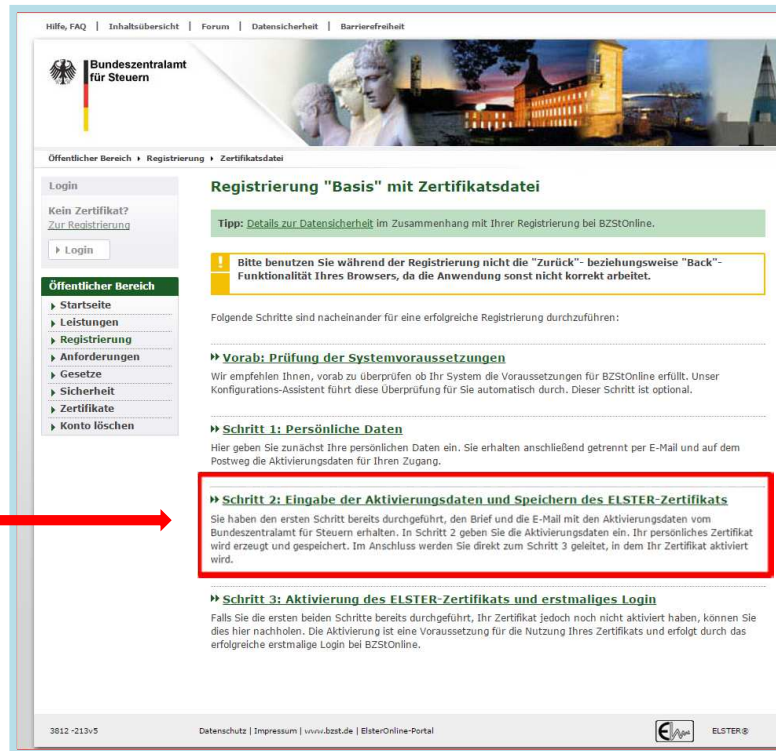 Hilfe, FAQ | Inhaltsübersicht | Forum | Datensicherheit | Barrierefreiheit
Bundeszentralamt
für Steuern
Öffentlicher Bereich Registrierung Zertifikatsdatei
Login
Kein Zertifikat?
Zur Registrierung
Login
Öffentlicher Bereich
Startseite
Leistungen
Registrierung
Anforderungen
Gesetze
Sicherheit
Zertifikate
Konto löschen
Registrierung "Basis" mit Zertifikatsdatei
Tipp: Details zur Datensicherheit im Zusammenhang mit Ihrer Registrierung bei BZStOnline.
! Bitte benutzen Sie während der Registrierung nicht die "Zurück"- beziehungsweise "Back"-
Funktionalität Ihres Browsers, da die Anwendung sonst nicht korrekt arbeitet.
Folgende Schritte sind nacheinander für eine erfolgreiche Registrierung durchzuführen:
Vorab: Prüfung der Systemvoraussetzungen
Wir empfehlen Ihnen, vorab zu überprüfen ob Ihr System die Voraussetzungen für BZStOnline erfüllt. Unser
Konfigurations-Assistent führt diese Überprüfung für Sie automatisch durch. Dieser Schritt ist optional.
Schritt 1: Persönliche Daten
Hier geben Sie zunächst Ihre persönlichen Daten ein. Sie erhalten anschließend getrennt per E-Mail und auf dem
Postweg die Aktivierungsdaten für Ihren Zugang.
Schritt 2: Eingabe der Aktivierungsdaten und Speichern des ELSTER-Zertifikats
Sie haben den ersten Schritt bereits durchgeführt, den Brief und die E-Mail mit den Aktivierungsdaten vom
Bundeszentralamt für Steuern erhalten. In Schritt 2 geben Sie die Aktivierungsdaten ein. Ihr persönliches Zertifikat
wird erzeugt und gespeichert. Im Anschluss werden Sie direkt zum Schritt 3 geleitet, in dem Ihr Zertifikat aktiviert
wird.
Schritt 3: Aktivierung des ELSTER-Zertifikats und erstmaliges Login
Falls Sie die ersten beiden Schritte bereits durchgeführt, Ihr Zertifikat jedoch noch nicht aktiviert haben, können Sie
dies hier nachholen. Die Aktivierung ist eine Voraussetzung für die Nutzung Ihres Zertifikats und erfolgt durch das
erfolgreiche erstmalige Login bei BZStOnline.
3812 -213v5
Datenschutz | Impressum | www.bzst.de | ElsterOnline-Portal
ELSTER®